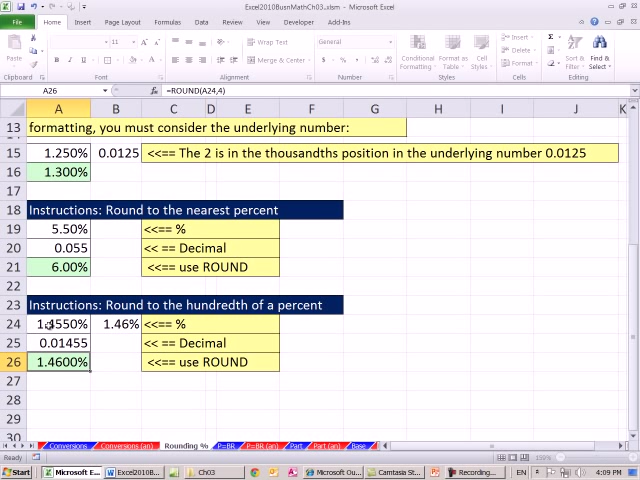 Excel2010BusnMathCh03.xlsm - Microsoft Excel
File Home Insert Page Layout Formulas Data Review View Developer Add-Ins
Paste 11 A A Wrap Text General Conditional Formatting Format as Table Cell Styles Insert Delete Format Sort & Filter Find & Select
B I U Merge & Center $ % ,
Clipboard Font Alignment Number Styles Cells Editing
A26 fx =ROUND(A24,4)
A B C D E F G H I J K
13 formatting, you must consider the underlying number:
14
15 1.250% 0.0125 <<== The 2 is in the thousandths position in the underlying number 0.0125
16 1.300%
17
18 Instructions: Round to the nearest percent
19 5.50% <<== %
20 0.055 << == Decimal
21 6.00% <<== use ROUND
22
23 Instructions: Round to the hundredth of a percent
24 1.4550% 1.46% <<== %
25 0.01455 <<== Decimal
26 1.4600% <<== use ROUND
27
28
29
30
Conversions Conversions (an) Rounding % P=BR P=BR (an) Part Part (an) Base
Ready 159%
Start Microsoft E... Excel2010B... Ch03 Microsoft Ou... Camtasia St... Recording... EN 4:09 PM